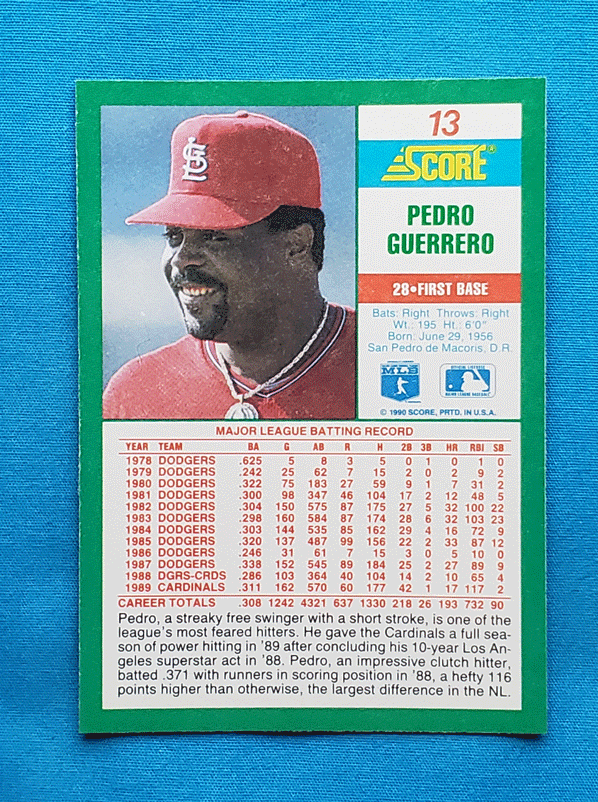 STL
13
SCORE®
PEDRO
GUERRERO
28•FIRST BASE
Bats: Right Throws: Right
Wt.: 195 Ht.: 6'0"
Born: June 29, 1956
San Pedro de Macoris, D.R.
MLB
© 1990 SCORE, PRTD. IN U.S.A.
MAJOR LEAGUE BATTING RECORD
YEAR TEAM BA G AB R H 2B 3B HR RBI SB
1978 DODGERS .625 5 8 3 5 0 1 0 1 0
1979 DODGERS .242 25 62 7 15 2 0 2 9 2
1980 DODGERS .322 75 183 27 59 9 1 7 31 2
1981 DODGERS .300 98 347 46 104 17 2 12 48 5
1982 DODGERS .304 150 575 87 175 27 5 32 100 22
1983 DODGERS .298 160 584 87 174 28 6 32 103 23
1984 DODGERS .303 144 535 85 162 29 4 16 72 9
1985 DODGERS .320 137 487 99 156 22 2 33 87 12
1986 DODGERS .246 31 61 7 15 3 0 5 10 0
1987 DODGERS .338 152 545 89 184 25 2 27 89 9
1988 DGRS-CRDS .286 103 364 40 104 14 2 10 65 4
1989 CARDINALS .311 162 570 60 177 42 1 17 117 2
CAREER TOTALS .308 1242 4321 637 1330 218 26 193 732 90
Pedro, a streaky free swinger with a short stroke, is one of the
league's most feared hitters. He gave the Cardinals a full sea-
son of power hitting in '89 after concluding his 10-year Los An-
geles superstar act in '88. Pedro, an impressive clutch hitter,
batted .371 with runners in scoring position in '88, a hefty 116
points higher than otherwise, the largest difference in the NL.